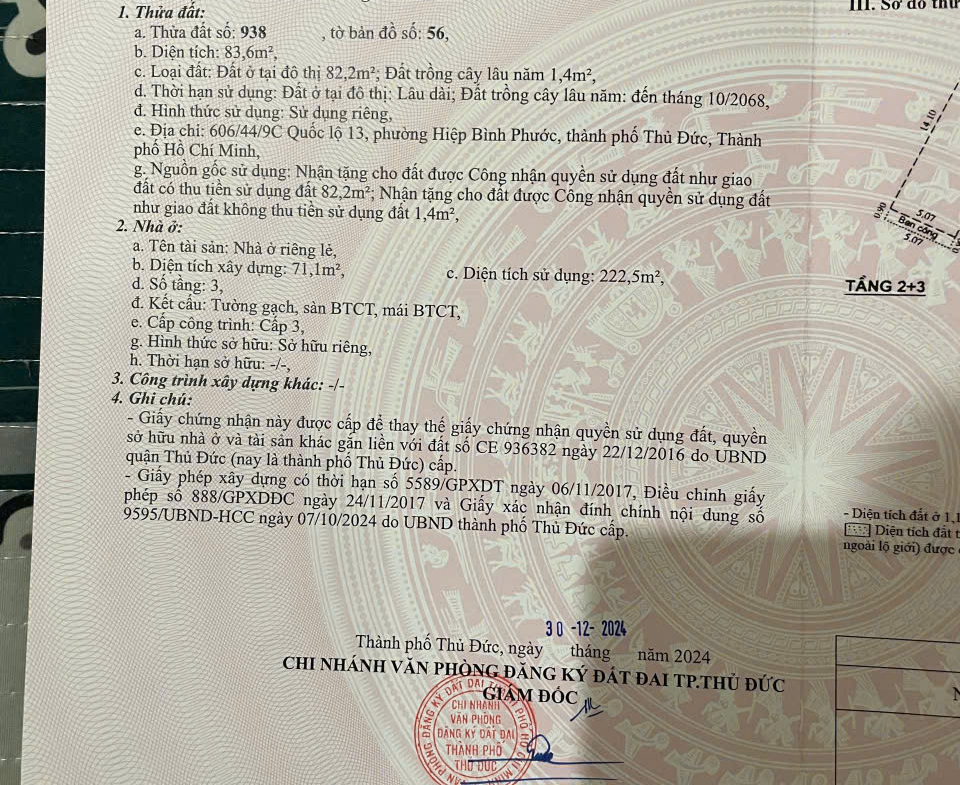 1. Thửa đất:
a. Thửa đất số: 938 , tờ bản đồ số: 56,
b. Diện tích: 83,6m²,
c. Loại đất: Đất ở tại đô thị 82,2m²; Đất trồng cây lâu năm 1,4m²,
d. Thời hạn sử dụng: Đất ở tại đô thị: Lâu dài; Đất trồng cây lâu năm: đến tháng 10/2068,
đ. Hình thức sử dụng: Sử dụng riêng,
e. Địa chỉ: 606/44/9C Quốc lộ 13, phường Hiệp Bình Phước, thành phố Thủ Đức, Thành
phố Hồ Chí Minh,
g. Nguồn gốc sử dụng: Nhận tặng cho đất được Công nhận quyền sử dụng đất như giao
đất có thu tiền sử dụng đất 82,2m²; Nhận tặng cho đất được Công nhận quyền sử dụng đất
như giao đất không thu tiền sử dụng đất 1,4m²,
2. Nhà ở:
a. Tên tài sản: Nhà ở riêng lẻ,
b. Diện tích xây dựng: 71,1m², c. Diện tích sử dụng: 222,5m²,
d. Số tầng: 3,
đ. Kết cấu: Tường gạch, sàn BTCT, mái BTCT,
e. Cấp công trình: Cấp 3,
g. Hình thức sở hữu: Sở hữu riêng,
h. Thời hạn sở hữu: -/-,
3. Công trình xây dựng khác: -/-
4. Ghi chú:
- Giấy chứng nhận này được cấp để thay thế giấy chứng nhận quyền sử dụng đất, quyền
sở hữu nhà ở và tài sản khác gắn liền với đất số CE 936382 ngày 22/12/2016 do UBND
quận Thủ Đức (nay là thành phố Thủ Đức) cấp.
- Giấy phép xây dựng có thời hạn số 5589/GPXDT ngày 06/11/2017, Điều chỉnh giấy
phép số 888/GPXDĐC ngày 24/11/2017 và Giấy xác nhận đính chính nội dung số
9595/UBND-HCC ngày 07/10/2024 do UBND thành phố Thủ Đức cấp.
30 -12- 2024
Thành phố Thủ Đức, ngày tháng năm 2024
CHI NHÁNH VĂN PHÒNG ĐĂNG KÝ ĐẤT ĐAI TP.THỦ ĐỨC
GIÁM ĐỐC
CHI NHÁNH
VĂN PHÒNG
ĐĂNG KÝ ĐẤT ĐAI
THÀNH PHỐ
THỦ ĐỨC
III. Sơ đồ
14.10
0.90
5.07
Ban công
5.07
TẦNG 2+3
- Diện tích đất ở
Diện tích đất
ngoài lộ giới) được